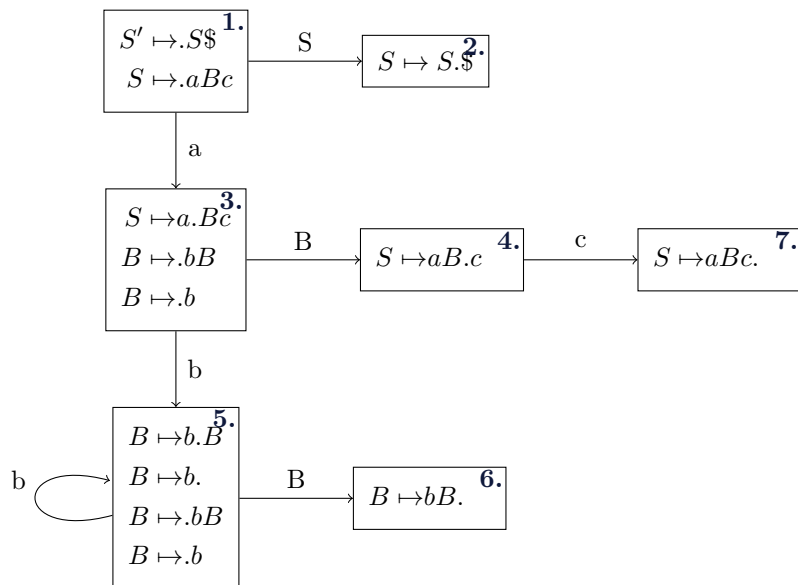 1.
S′ ↦.S$
S ↦.aBc
S
2.
S ↦ S.$
a
3.
S ↦a.Bc
B ↦.bB
B ↦.b
B
4.
S ↦aB.c
c
7.
S ↦aBc.
b
5.
B ↦b.B
B ↦b.
B ↦.bB
B ↦.b
b
B
6.
B ↦bB.